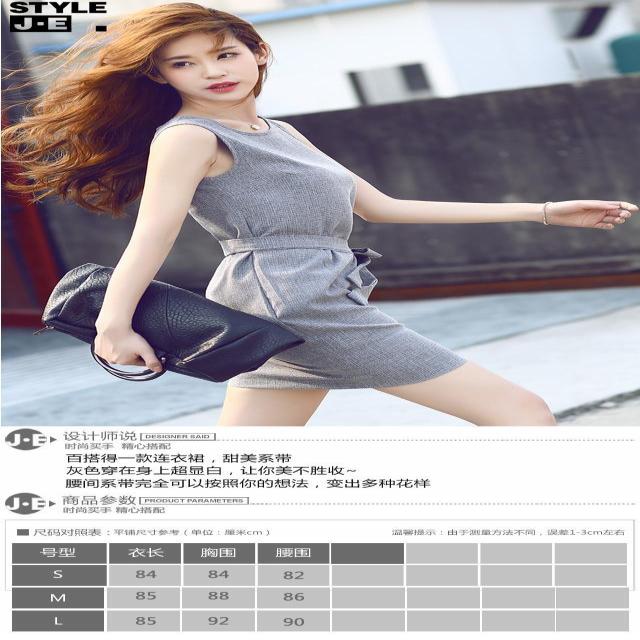 STYLE
J·E
J·E 设计师说 DESIGNER SAID
时尚买手 精心搭配
百搭得一款连衣裙，甜美系带
灰色穿在身上超显白，让你美不胜收~
腰间系带完全可以按照你的想法，变出多种花样
J·E 商品参数 PRODUCT PARAMETERS
时尚买手 精心搭配
尺码对照表：平铺尺寸参考（单位：厘米cm） 温馨提示：由于测量方法不同，误差1-3cm左右
号型 衣长 胸围 腰围
S 84 84 82
M 85 88 86
L 85 92 90